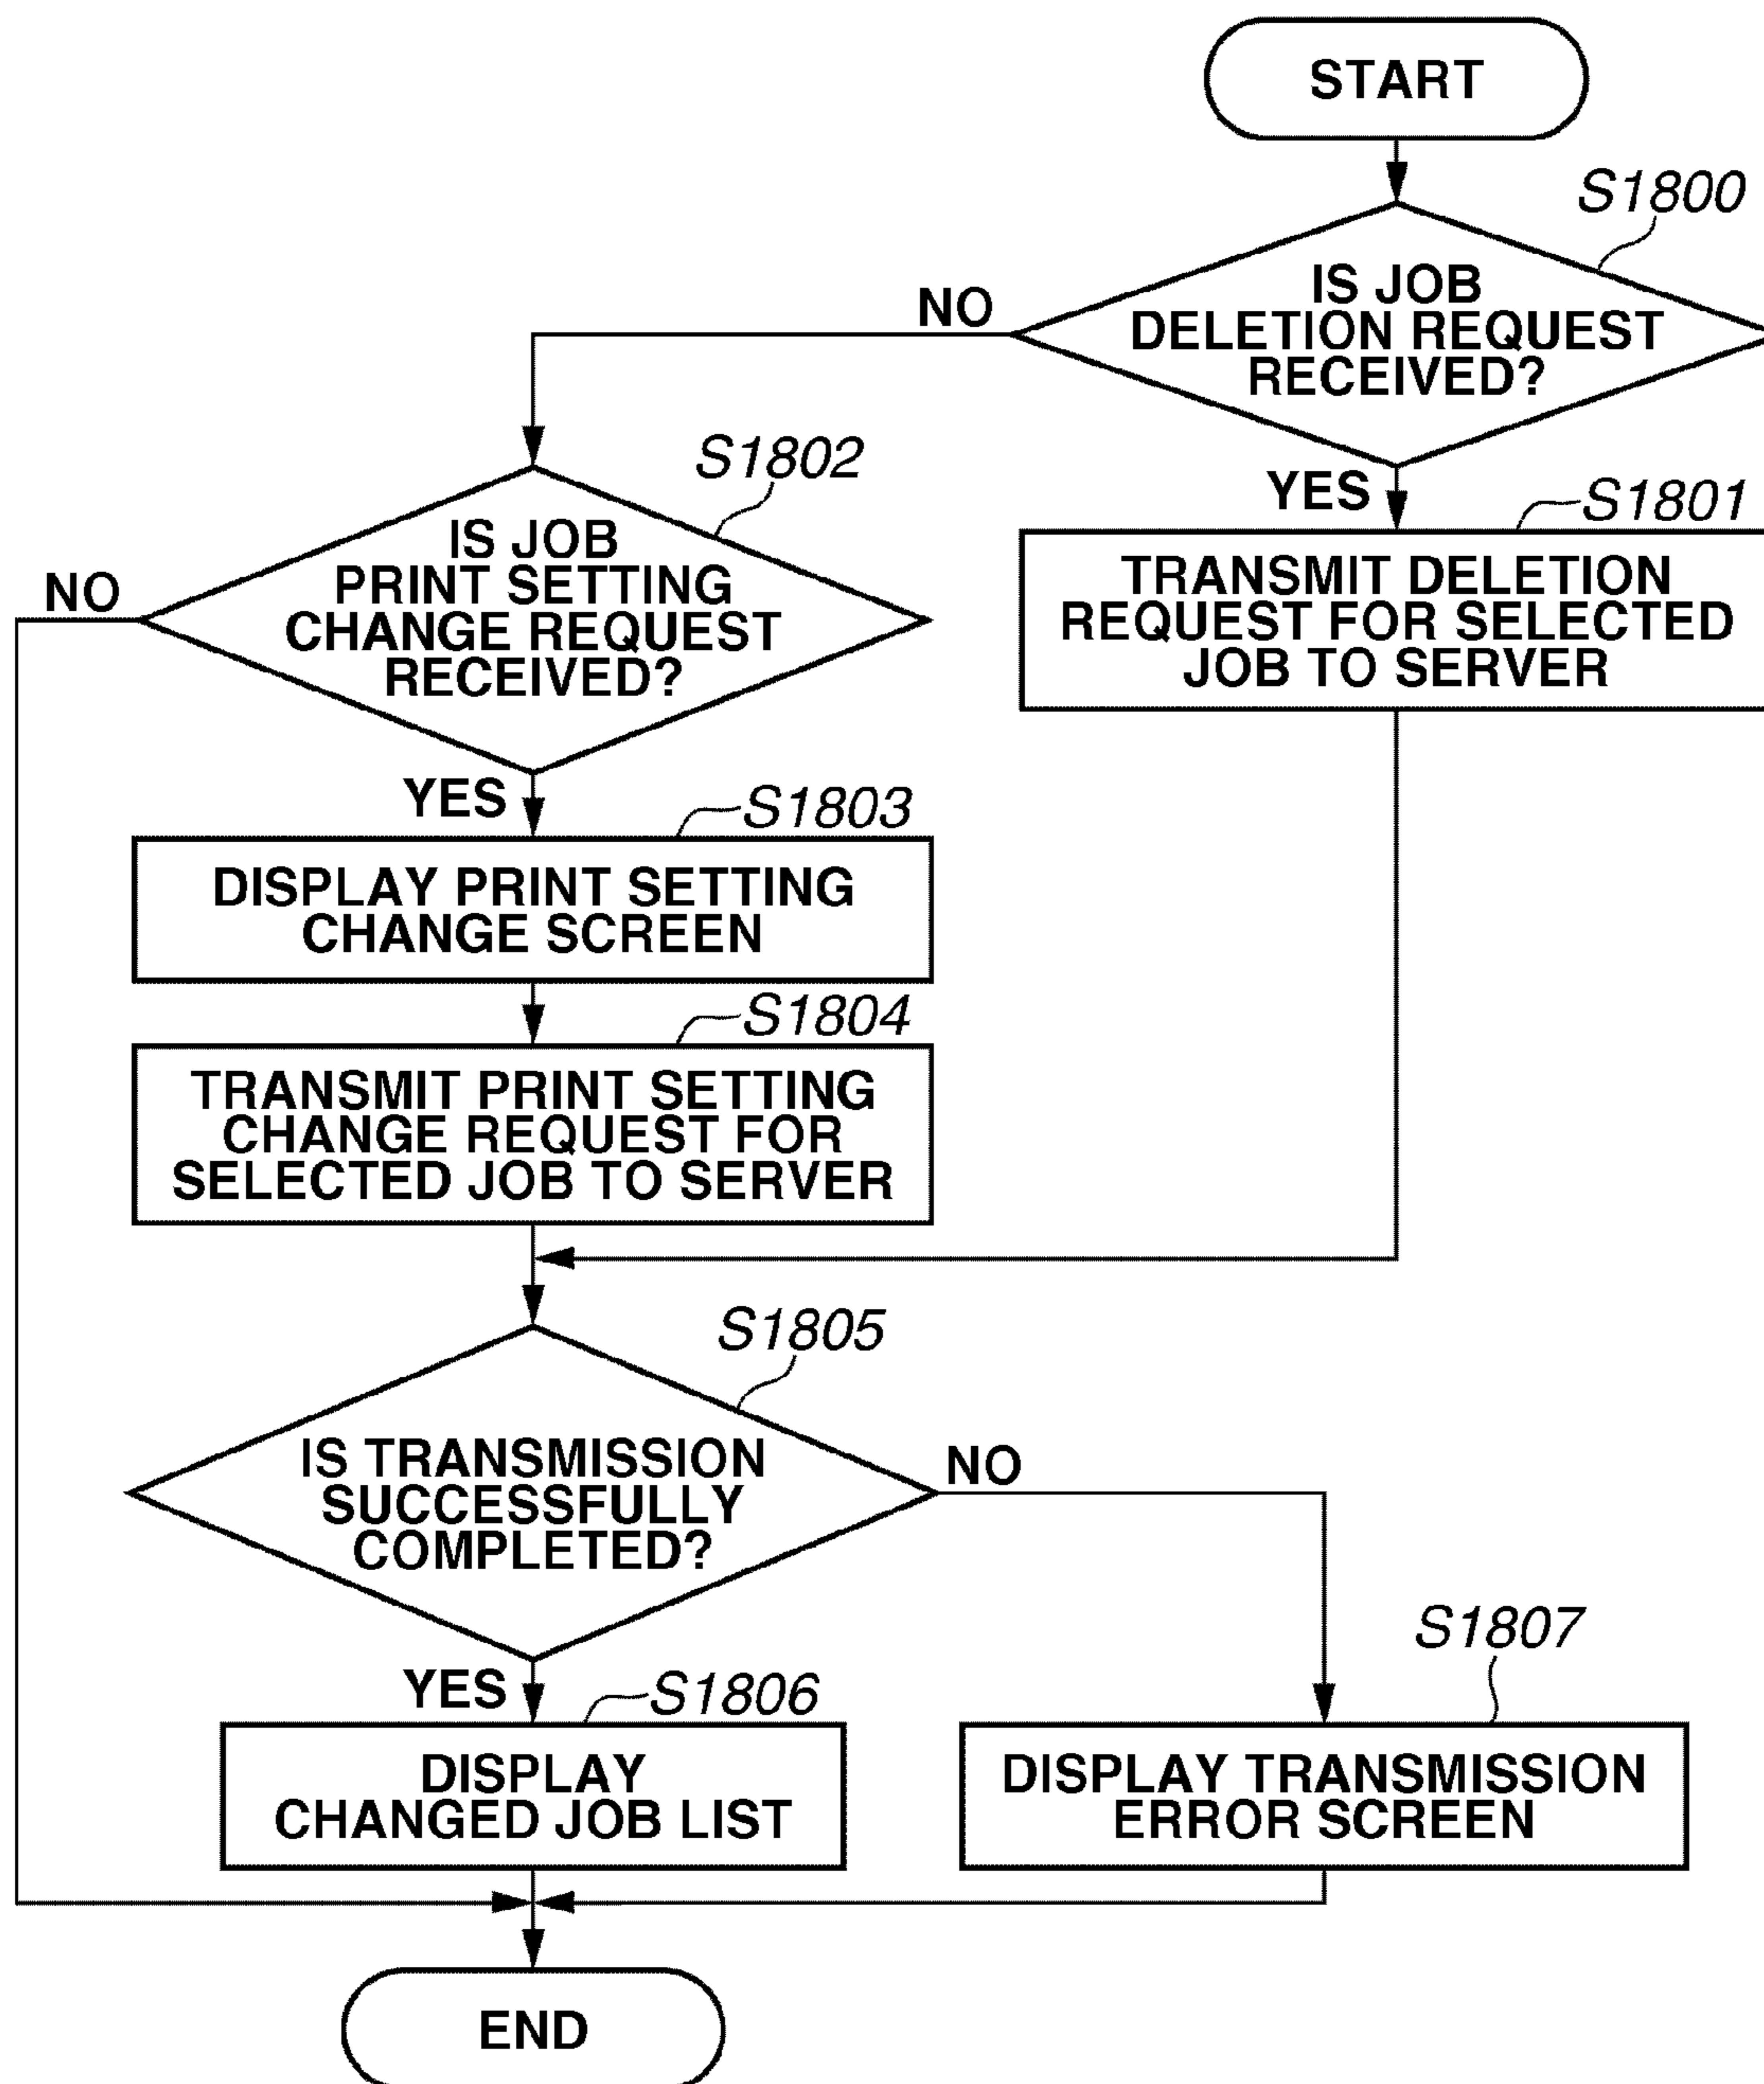 START
S1800
IS JOB
DELETION REQUEST
RECEIVED?
NO
YES
S1801
TRANSMIT DELETION
REQUEST FOR SELECTED
JOB TO SERVER
S1802
IS JOB
PRINT SETTING
CHANGE REQUEST
RECEIVED?
NO
YES
S1803
DISPLAY PRINT SETTING
CHANGE SCREEN
S1804
TRANSMIT PRINT SETTING
CHANGE REQUEST FOR
SELECTED JOB TO SERVER
S1805
IS TRANSMISSION
SUCCESSFULLY
COMPLETED?
NO
YES
S1806
DISPLAY
CHANGED JOB LIST
S1807
DISPLAY TRANSMISSION
ERROR SCREEN
END